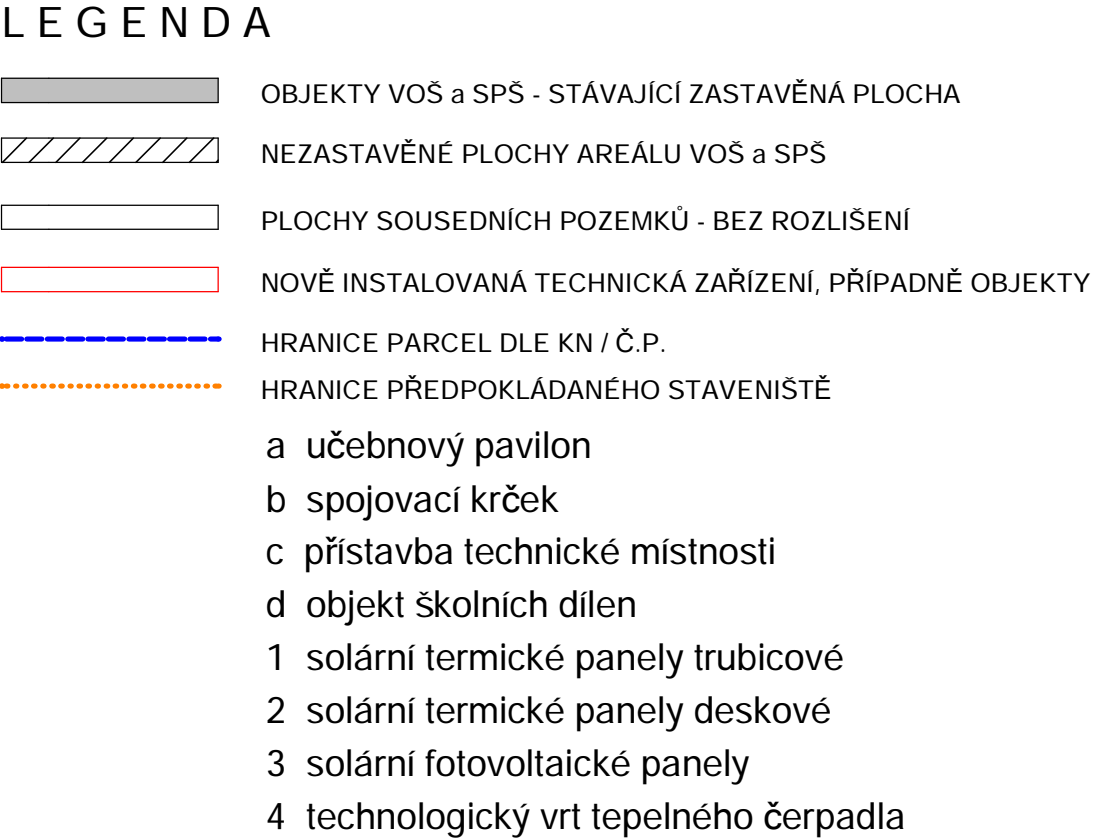 LEGENDA
OBJEKTY VOŠ a SPŠ - STÁVAJÍCÍ ZASTAVĚNÁ PLOCHA
NEZASTAVĚNÉ PLOCHY AREÁLU VOŠ a SPŠ
PLOCHY SOUSEDNÍCH POZEMKŮ - BEZ ROZLIŠENÍ
NOVĚ INSTALOVANÁ TECHNICKÁ ZAŘÍZENÍ, PŘÍPADNĚ OBJEKTY
HRANICE PARCEL DLE KN / Č.P.
HRANICE PŘEDPOKLÁDANÉHO STAVENIŠTĚ
a učebnový pavilon
b spojovací krček
c přístavba technické místnosti
d objekt školních dílen
1 solární termické panely trubicové
2 solární termické panely deskové
3 solární fotovoltaické panely
4 technologický vrt tepelného čerpadla